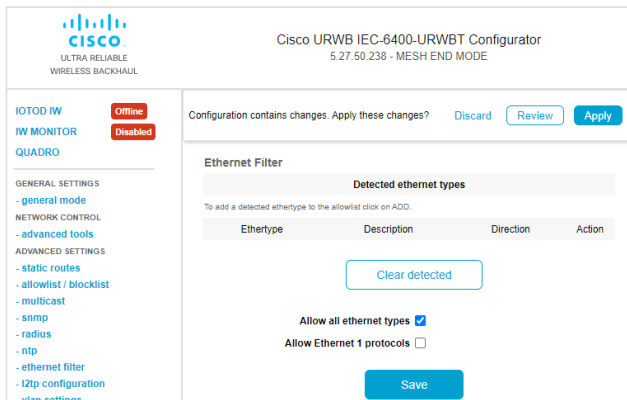 CISCO
ULTRA RELIABLE
WIRELESS BACKHAUL
Cisco URWB IEC-6400-URWBT Configurator
5.27.50.238 - MESH END MODE
IOTOD IW Offline
IW MONITOR Disabled
QUADRO
Configuration contains changes. Apply these changes? Discard Review Apply
GENERAL SETTINGS
- general mode
NETWORK CONTROL
- advanced tools
ADVANCED SETTINGS
- static routes
- allowlist / blocklist
- multicast
- snmp
- radius
- ntp
- ethernet filter
- l2tp configuration
- vlan settings
Ethernet Filter
Detected ethernet types
To add a detected ethertype to the allowlist click on ADD.
Ethertype Description Direction Action
Clear detected
Allow all ethernet types
Allow Ethernet 1 protocols
Save